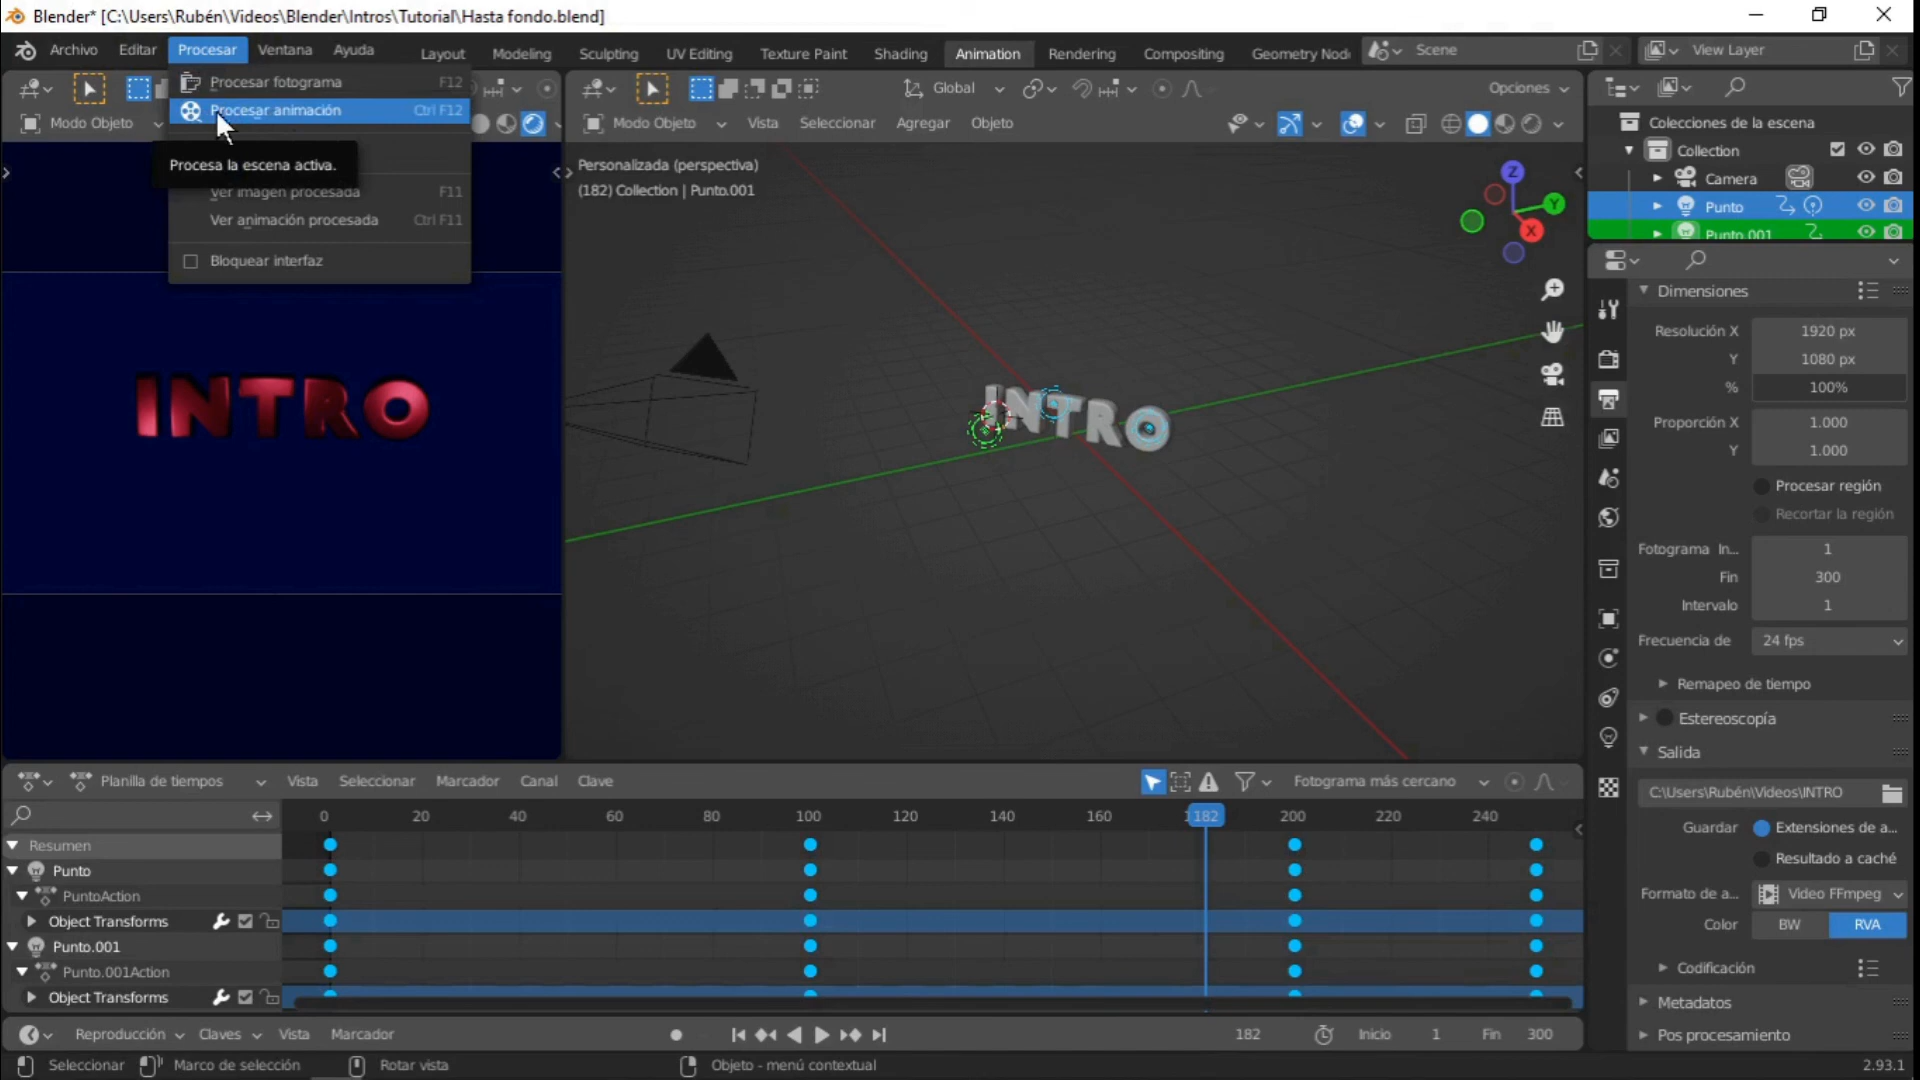 Blender* [C:\Users\Rubén\Videos\Blender\Intros\Tutorial\Hasta fondo.blend]
Archivo Editar Procesar Ventana Ayuda Layout Modeling Sculpting UV Editing Texture Paint Shading Animation Rendering Compositing Geometry Nod Scene View Layer
Procesar fotograma F12
Procesar animación Ctrl F12
Procesa la escena activa.
Ver imagen procesada F11
Ver animación procesada Ctrl F11
Bloquear interfaz
Modo Objeto
Global
Opciones
Modo Objeto Vista Seleccionar Agregar Objeto
Personalizada (perspectiva)
(182) Collection | Punto.001
Z
Y
X
INTRO
INTRO
Colecciones de la escena
Collection
Camera
Punto
Punto.001
Dimensiones
Resolución X 1920 px
Y 1080 px
% 100%
Proporción X 1.000
Y 1.000
Procesar región
Recortar la región
Fotograma In... 1
Fin 300
Intervalo 1
Frecuencia de 24 fps
Remapeo de tiempo
Estereoscopía
Salida
C:\Users\Rubén\Videos\INTRO
Guardar Extensiones de a...
Resultado a caché
Formato de a... Video FFmpeg
Color BW RVA
Codificación
Metadatos
Pos procesamiento
Planilla de tiempos Vista Seleccionar Marcador Canal Clave Fotograma más cercano
0 20 40 60 80 100 120 140 160 182 200 220 240
Resumen
Punto
PuntoAction
Object Transforms
Punto.001
Punto.001Action
Object Transforms
Reproducción Claves Vista Marcador 182 Inicio 1 Fin 300
Seleccionar Marco de selección Rotar vista Objeto - menú contextual 2.93.1